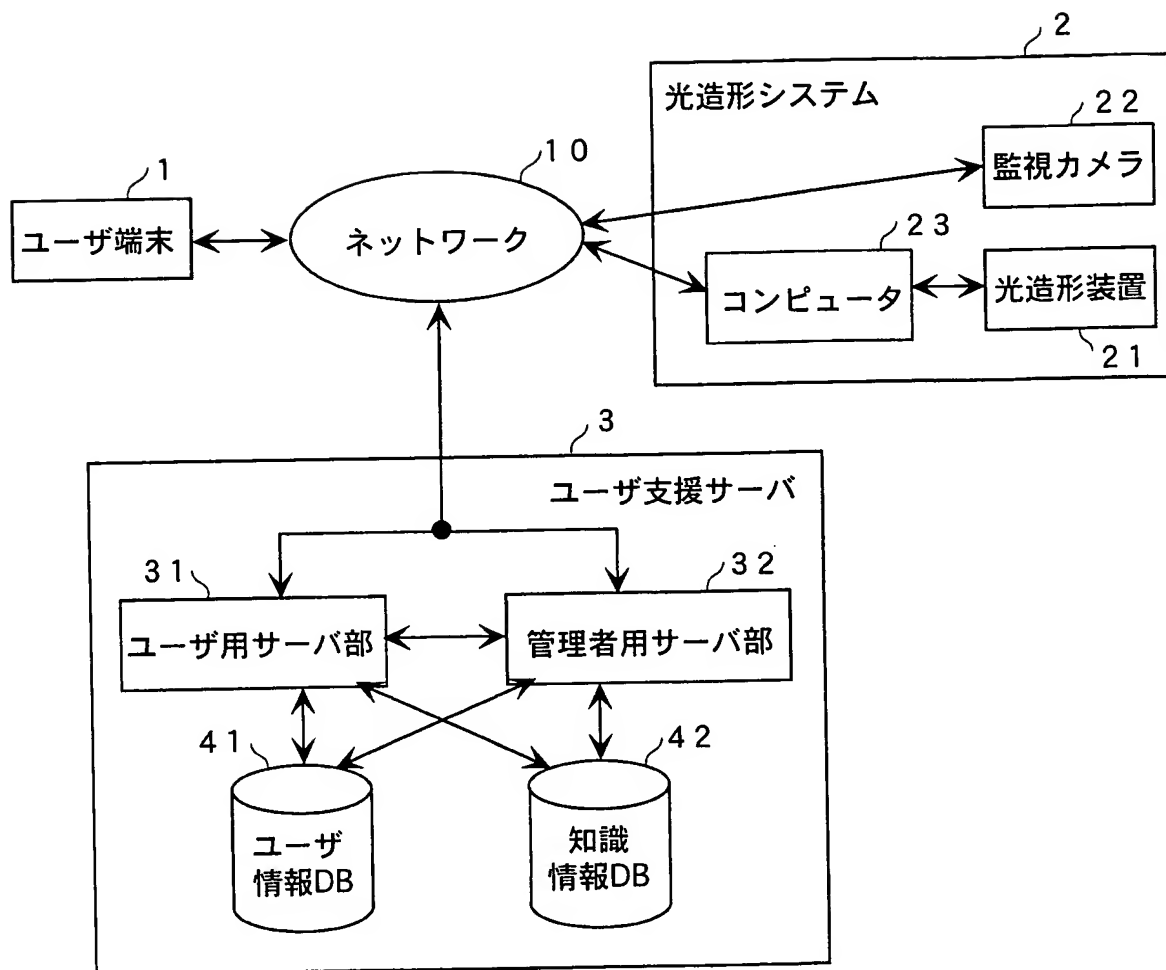 2
光造形システム
22
監視カメラ
10
1
ユーザ端末
ネットワーク
23
コンピュータ
光造形装置
21
3
ユーザ支援サーバ
31
32
ユーザ用サーバ部
管理者用サーバ部
41
42
ユーザ
情報DB
知識
情報DB